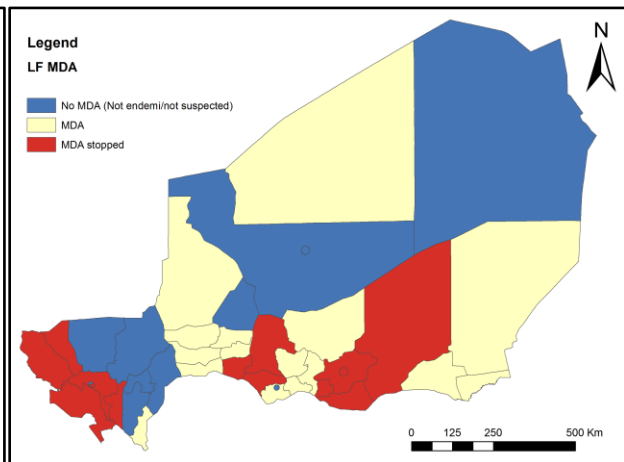 Legend
LF MDA
No MDA (Not endemi/not suspected)
MDA
MDA stopped
N
0 125 250 500 Km